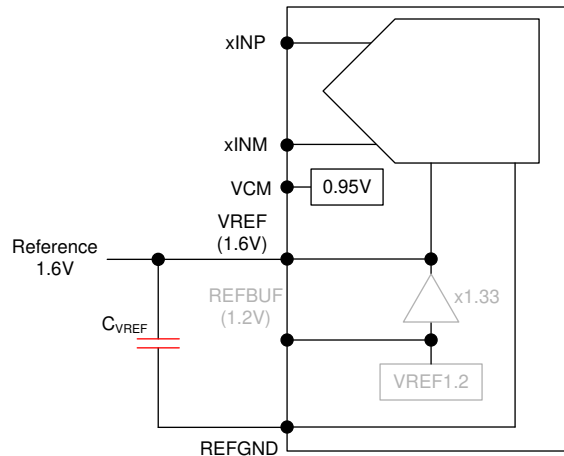 xINP
xINM
VCM
0.95V
VREF
(1.6V)
Reference
1.6V
REFBUF
(1.2V)
x1.33
CVREF
VREF1.2
REFGND